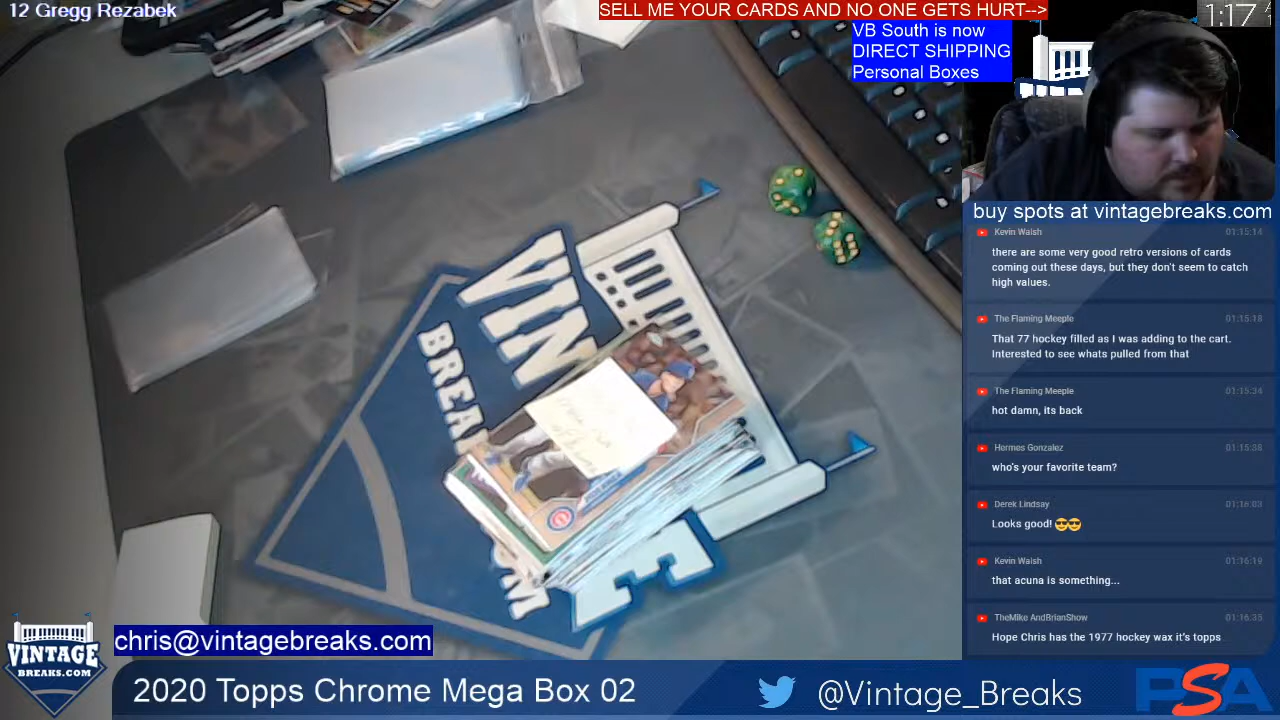 12 Gregg Rezabek
SELL ME YOUR CARDS AND NO ONE GETS HURT-->
1:17
VB South is now
DIRECT SHIPPING
Personal Boxes
buy spots at vintagebreaks.com
Kevin Walsh 01:15:14
there are some very good retro versions of cards
coming out these days, but they don't seem to catch
high values.
The Flaming Meeple 01:15:18
That 77 hockey filled as I was adding to the cart.
Interested to see whats pulled from that
The Flaming Meeple 01:15:34
hot damn, its back
Hermes Gonzalez 01:15:38
who's your favorite team?
Derek Lindsay 01:16:03
Looks good! 😎😎
Kevin Walsh 01:16:19
that acuna is something...
TheMike AndBrianShow 01:16:35
Hope Chris has the 1977 hockey wax it's topps
VIN
BREA
E
M
VINTAGE
BREAKS.COM
chris@vintagebreaks.com
2020 Topps Chrome Mega Box 02
@Vintage_Breaks
PSA